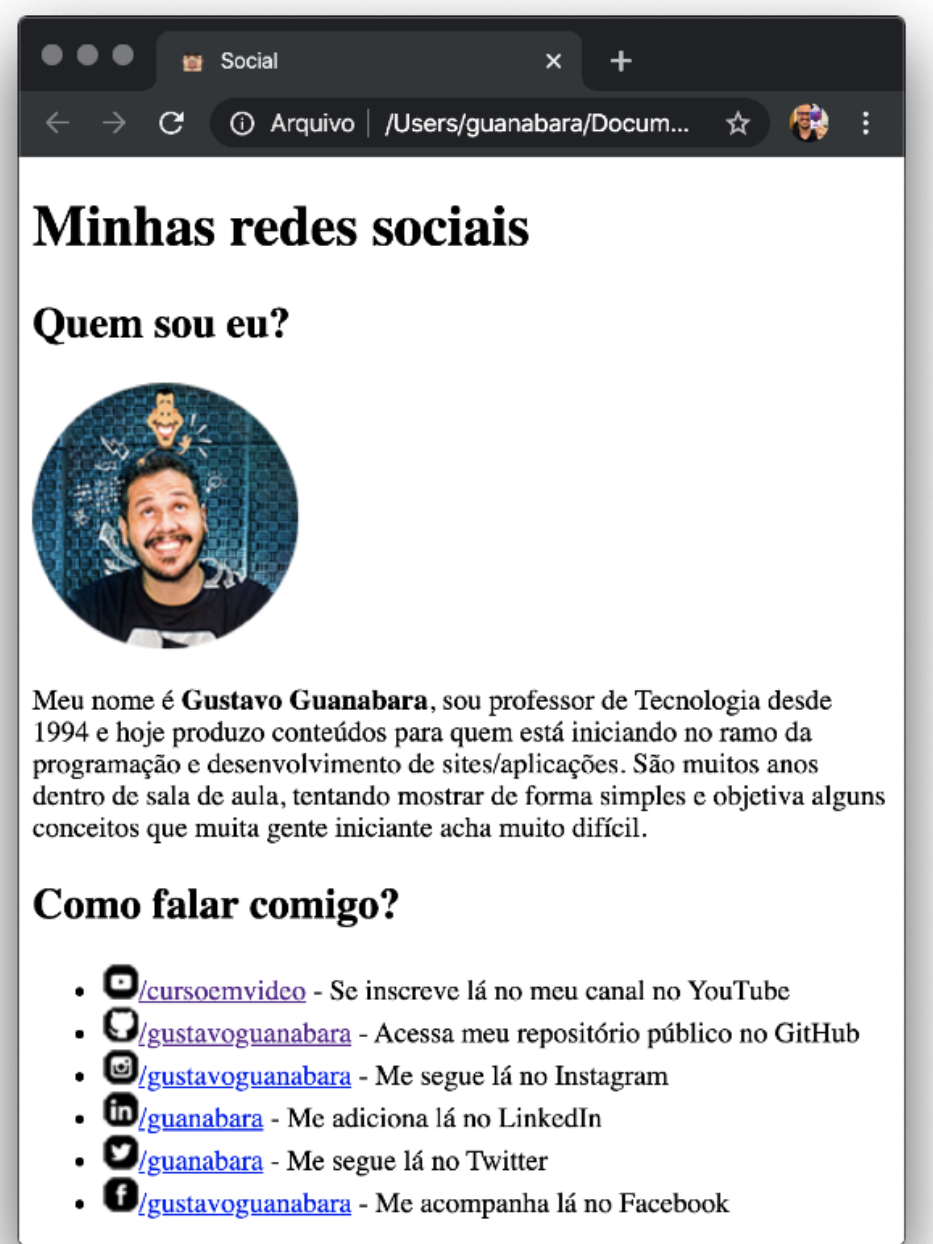 Social
Arquivo | /Users/guanabara/Docum...
Minhas redes sociais
Quem sou eu?
Meu nome é Gustavo Guanabara, sou professor de Tecnologia desde
1994 e hoje produzo conteúdos para quem está iniciando no ramo da
programação e desenvolvimento de sites/aplicações. São muitos anos
dentro de sala de aula, tentando mostrar de forma simples e objetiva alguns
conceitos que muita gente iniciante acha muito difícil.
Como falar comigo?
/cursoemvideo - Se inscreve lá no meu canal no YouTube
/gustavoguanabara - Acessa meu repositório público no GitHub
/gustavoguanabara - Me segue lá no Instagram
/guanabara - Me adiciona lá no LinkedIn
/guanabara - Me segue lá no Twitter
/gustavoguanabara - Me acompanha lá no Facebook